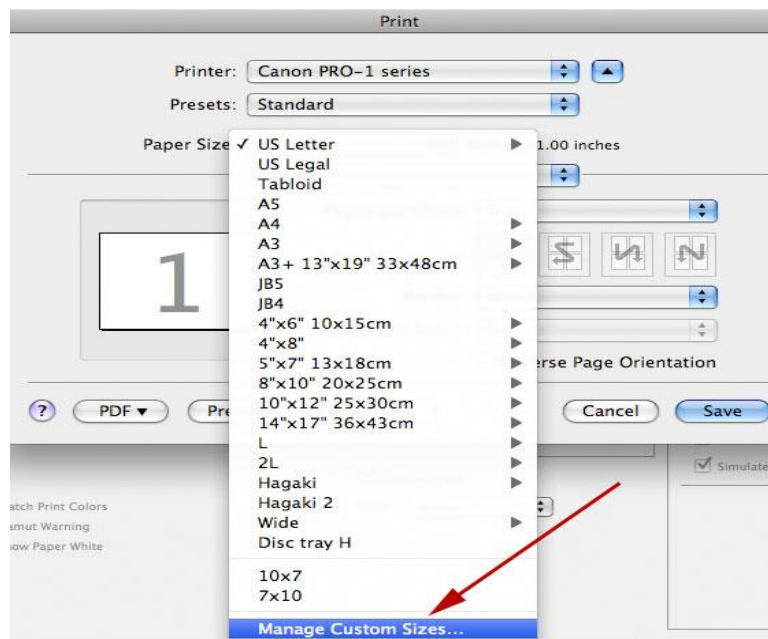 Print
Printer: Canon PRO-1 series
Presets: Standard
Paper Size ✓ US Letter 1.00 inches
US Legal
Tabloid
A5
A4
A3
A3+ 13"x19" 33x48cm
JB5
JB4
4"x6" 10x15cm
4"x8"
5"x7" 13x18cm
erse Page Orientation
8"x10" 20x25cm
10"x12" 25x30cm
? PDF ▼ Pre Cancel Save
14"x17" 36x43cm
L
2L
Simulate
Hagaki
Hagaki 2
atch Print Colors
Wide
amut Warning
Disc tray H
ow Paper White
10x7
7x10
Manage Custom Sizes...
1